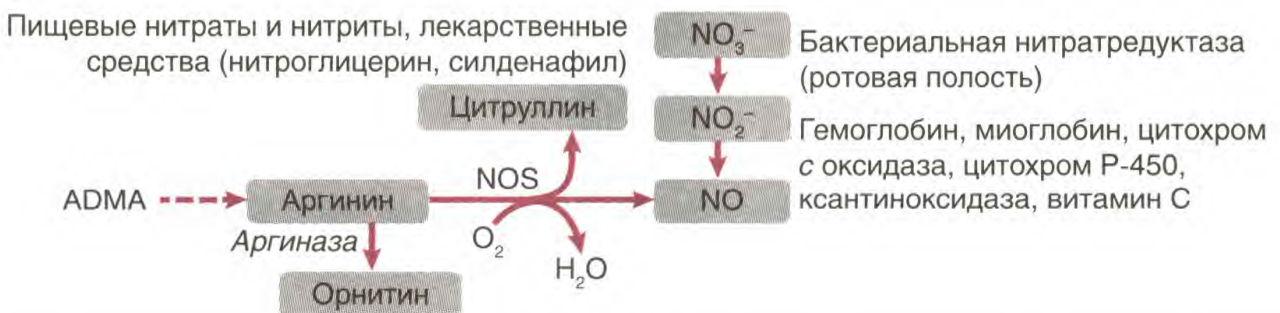 Пищевые нитраты и нитриты, лекарственные
средства (нитроглицерин, силденафил)
NO₃⁻
Бактериальная нитратредуктаза
(ротовая полость)
Цитруллин
NO₂⁻
Гемоглобин, миоглобин, цитохром
с оксидаза, цитохром P-450,
ксантиноксидаза, витамин C
ADMA
Аргинин
NOS
NO
Аргиназа
O₂
H₂O
Орнитин